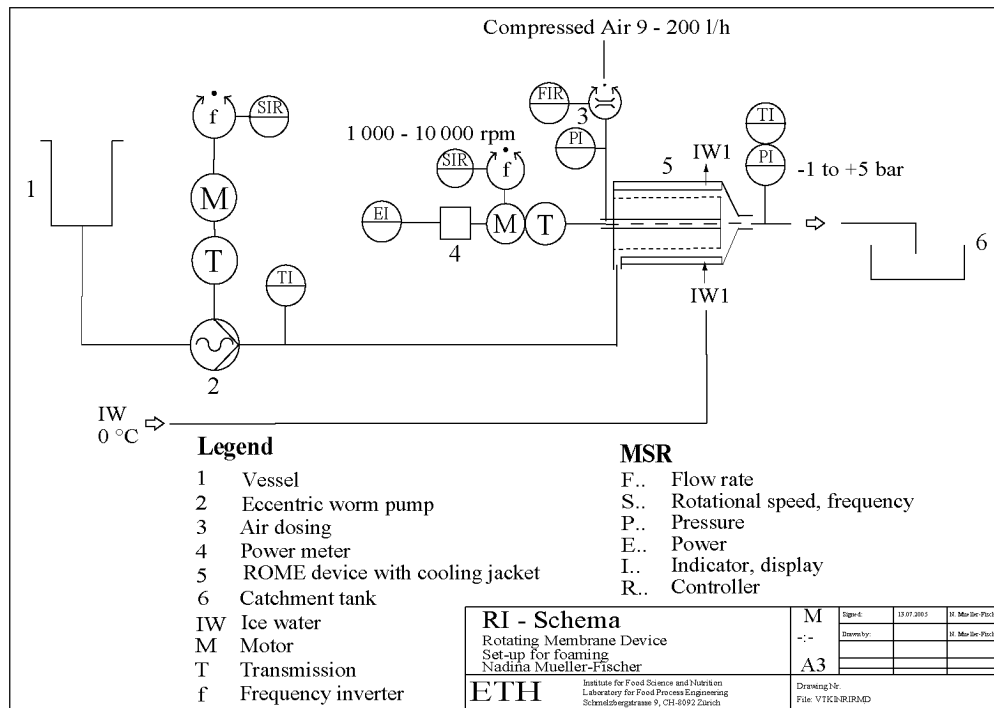 Compressed Air 9 - 200 l/h
FIR
3
f
SIR
1 000 - 10 000 rpm
PI
SIR
f
5
IW1
TI
PI
-1 to +5 bar
1
M
EI
4
M
T
6
T
TI
IW1
2
IW
0 °C
Legend
1 Vessel
2 Eccentric worm pump
3 Air dosing
4 Power meter
5 ROME device with cooling jacket
6 Catchment tank
IW Ice water
M Motor
T Transmission
f Frequency inverter
MSR
F.. Flow rate
S.. Rotational speed, frequency
P.. Pressure
E.. Power
I.. Indicator, display
R.. Controller
RI - Schema
Rotating Membrane Device
Set-up for foaming
Nadina Mueller-Fischer
ETH
Institute for Food Science and Nutrition
Laboratory for Food Process Engineering
Schmelzbergstrasse 9, CH-8092 Zürich
M
-:-
A3
Signed: 13.07.2005 N. Mueller-Fisch
Drawn by: N. Mueller-Fisch
Drawing Nr.